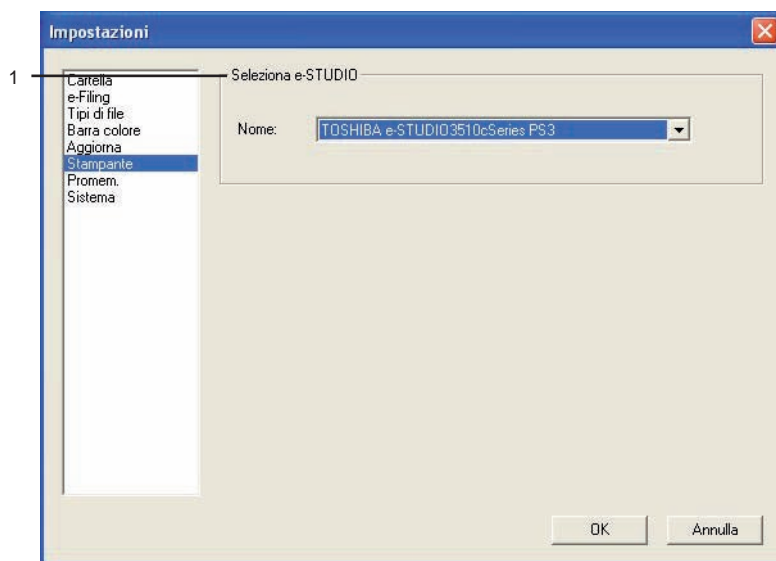 Impostazioni
1
Cartella
e-Filing
Tipi di file
Barra colore
Aggiorna
Stampante
Promem.
Sistema
Seleziona e-STUDIO
Nome:
TOSHIBA e-STUDIO3510cSeries PS3
OK
Annulla